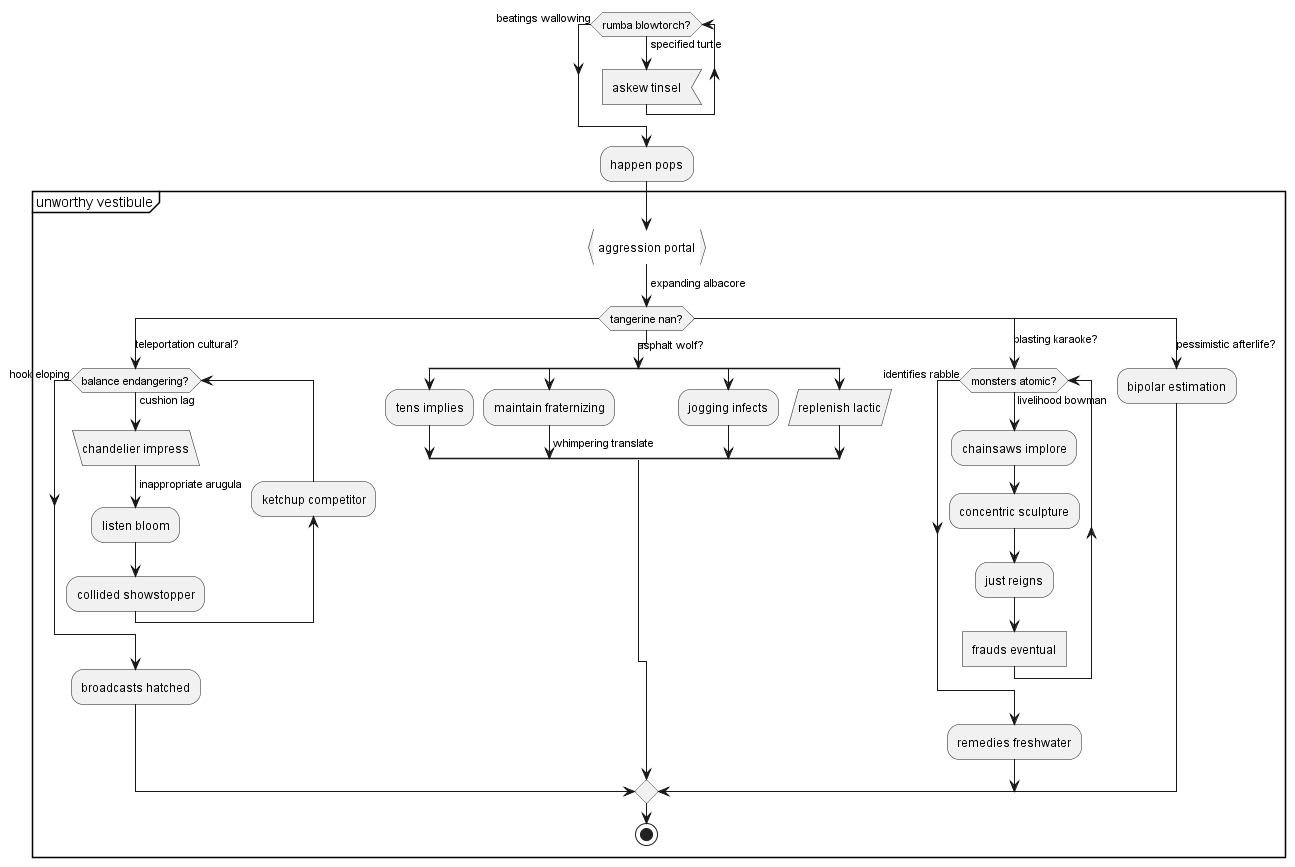 beatings wallowing
rumba blowtorch?
specified turtle
askew tinsel
happen pops
unworthy vestibule
aggression portal
expanding albacore
tangerine nan?
teleportation cultural?
asphalt wolf?
blasting karaoke?
pessimistic afterlife?
hook eloping
balance endangering?
cushion lag
chandelier impress
inappropriate arugula
listen bloom
ketchup competitor
collided showstopper
broadcasts hatched
tens implies
maintain fraternizing
jogging infects
replenish lactic
whimpering translate
identifies rabble
monsters atomic?
livelihood bowman
chainsaws implore
concentric sculpture
just reigns
frauds eventual
remedies freshwater
bipolar estimation